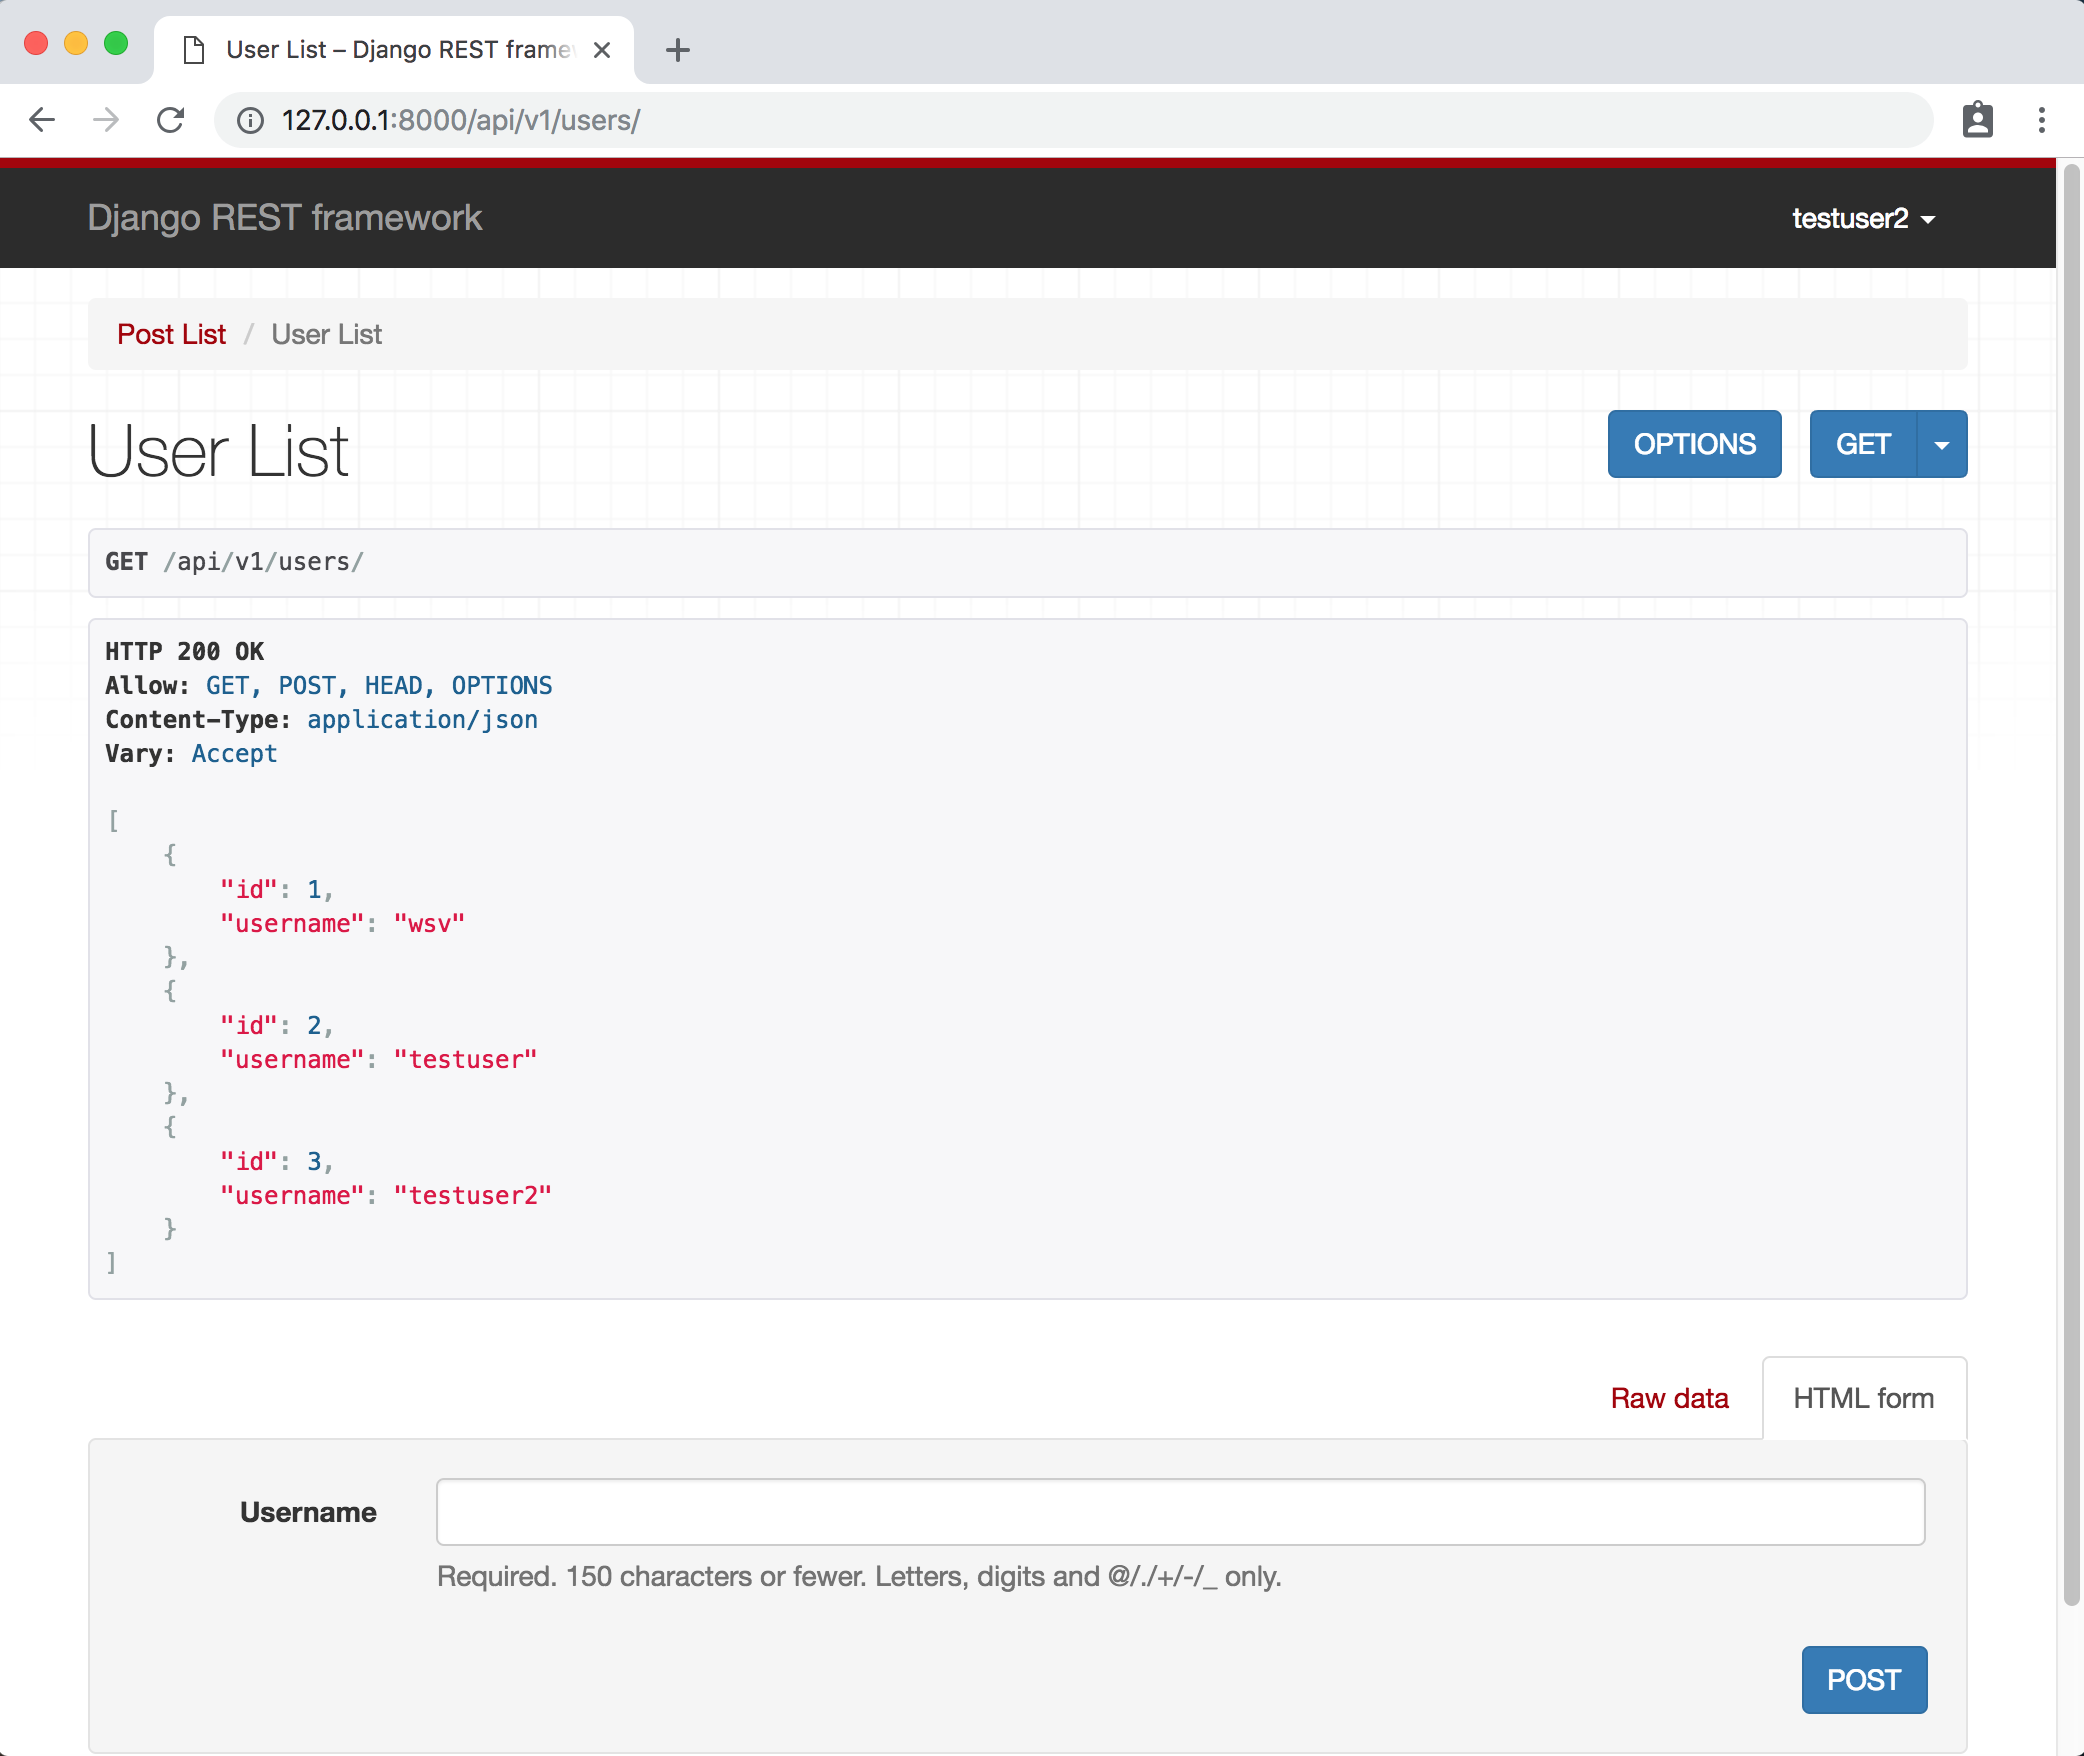 User List – Django REST frame
127.0.0.1:8000/api/v1/users/
Django REST framework
testuser2
Post List / User List
User List
OPTIONS
GET
GET /api/v1/users/
HTTP 200 OK
Allow: GET, POST, HEAD, OPTIONS
Content-Type: application/json
Vary: Accept
[
    {
        "id": 1,
        "username": "wsv"
    },
    {
        "id": 2,
        "username": "testuser"
    },
    {
        "id": 3,
        "username": "testuser2"
    }
]
Raw data
HTML form
Username
Required. 150 characters or fewer. Letters, digits and @/./+/-/_ only.
POST